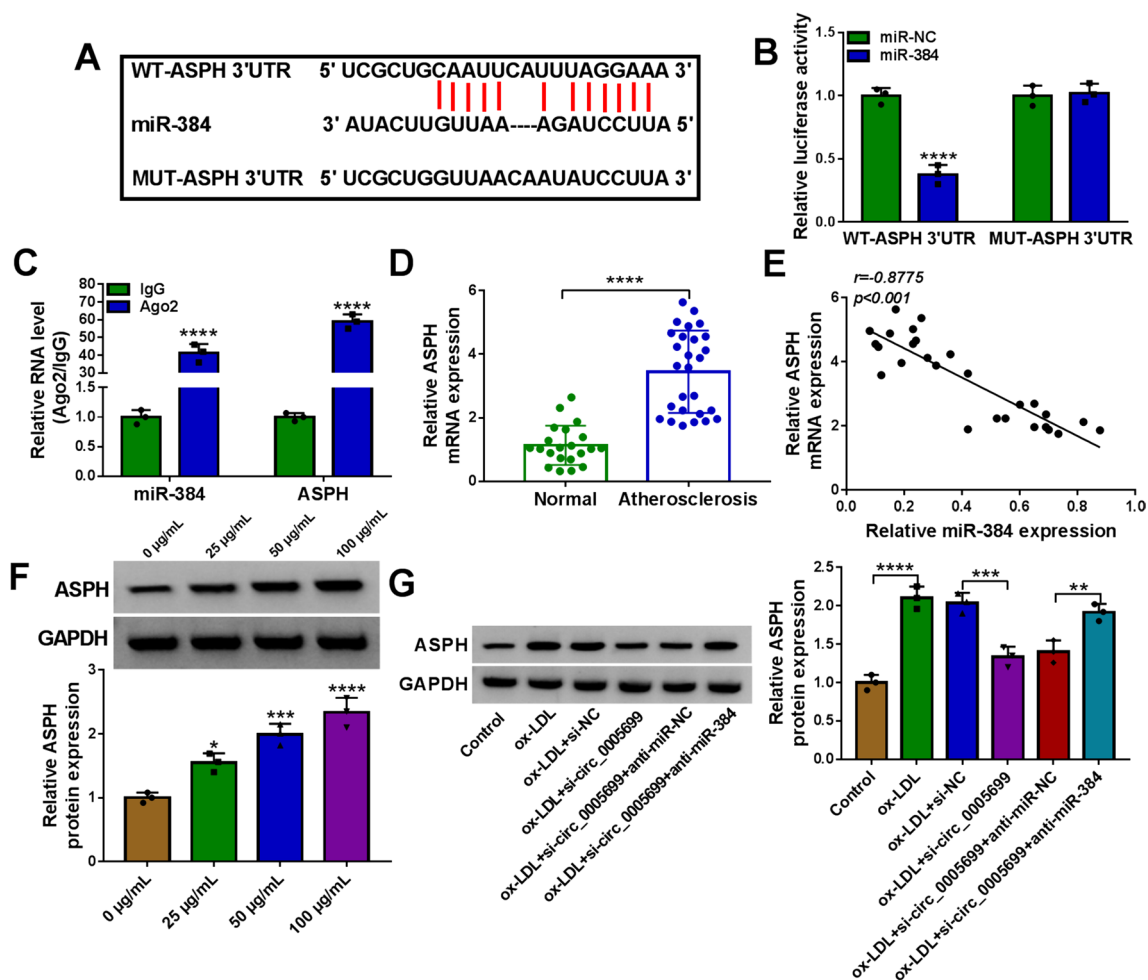 A
WT-ASPH 3'UTR 5' UCGCUGCAAUUCAUUUAGGAAA 3'
miR-384 3' AUACUUGUUAA----AGAUCCUUA 5'
MUT-ASPH 3'UTR 5' UCGCUGGUUAACAAUAUCCUUA 3'
B
miR-NC
miR-384
Relative luciferase activity
1.5
1.0
0.5
0.0
****
WT-ASPH 3'UTR MUT-ASPH 3'UTR
C
IgG
Ago2
Relative RNA level
(Ago2/IgG)
80
70
60
50
40
30
20
1.5
1.0
0.5
0.0
**** ****
miR-384 ASPH
D
Relative ASPH
mRNA expression
6
4
2
0
****
Normal Atherosclerosis
E
r=-0.8775
p<0.001
Relative ASPH
mRNA expression
6
4
2
0
0.0 0.2 0.4 0.6 0.8 1.0
Relative miR-384 expression
F
0 µg/mL 25 µg/mL 50 µg/mL 100 µg/mL
ASPH
GAPDH
Relative ASPH
protein expression
3
2
1
0
* *** ****
0 µg/mL 25 µg/mL 50 µg/mL 100 µg/mL
G
ASPH
GAPDH
Control
ox-LDL
ox-LDL+si-NC
ox-LDL+si-circ_0005699
ox-LDL+si-circ_0005699+anti-miR-NC
ox-LDL+si-circ_0005699+anti-miR-384
Relative ASPH
protein expression
2.5
2.0
1.5
1.0
0.5
0.0
**** *** **
Control
ox-LDL
ox-LDL+si-NC
ox-LDL+si-circ_0005699
ox-LDL+si-circ_0005699+anti-miR-NC
ox-LDL+si-circ_0005699+anti-miR-384